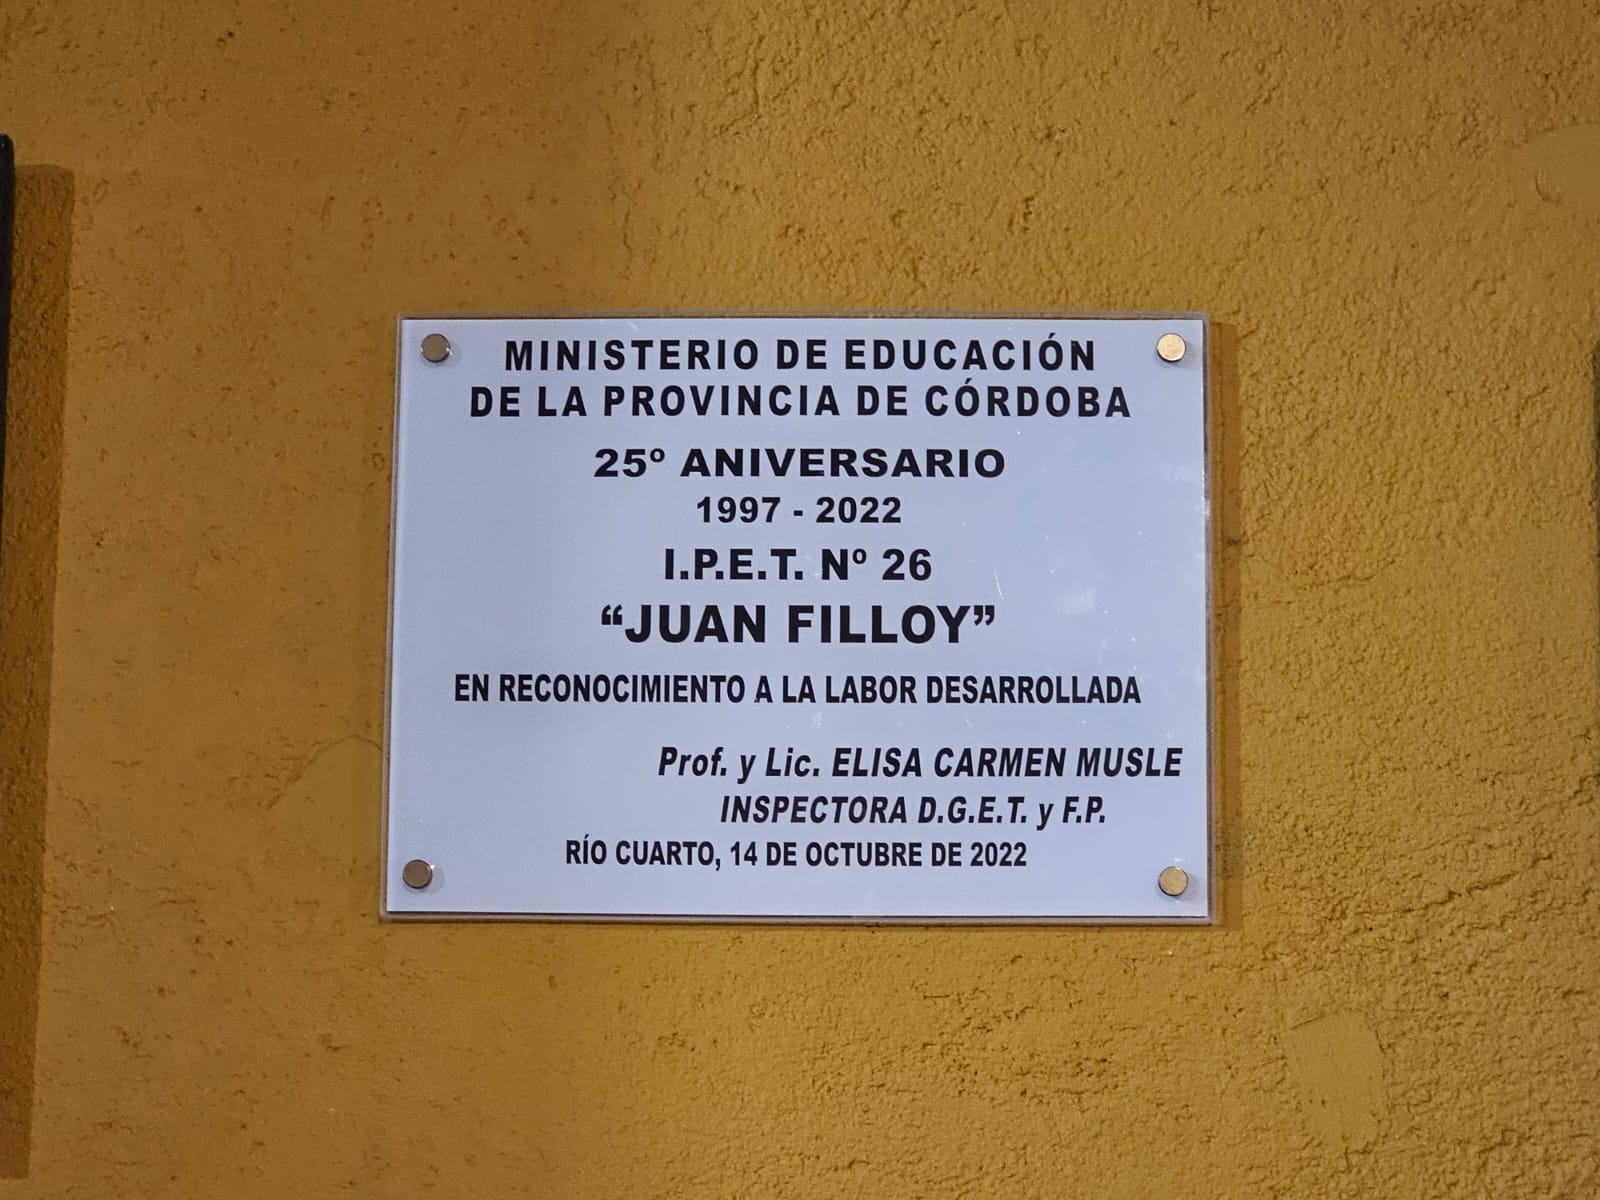 MINISTERIO DE EDUCACIÓN
DE LA PROVINCIA DE CÓRDOBA
25º ANIVERSARIO
1997 - 2022
I.P.E.T. Nº 26
“JUAN FILLOY”
EN RECONOCIMIENTO A LA LABOR DESARROLLADA
Prof. y Lic. ELISA CARMEN MUSLE
INSPECTORA D.G.E.T. y F.P.
RÍO CUARTO, 14 DE OCTUBRE DE 2022